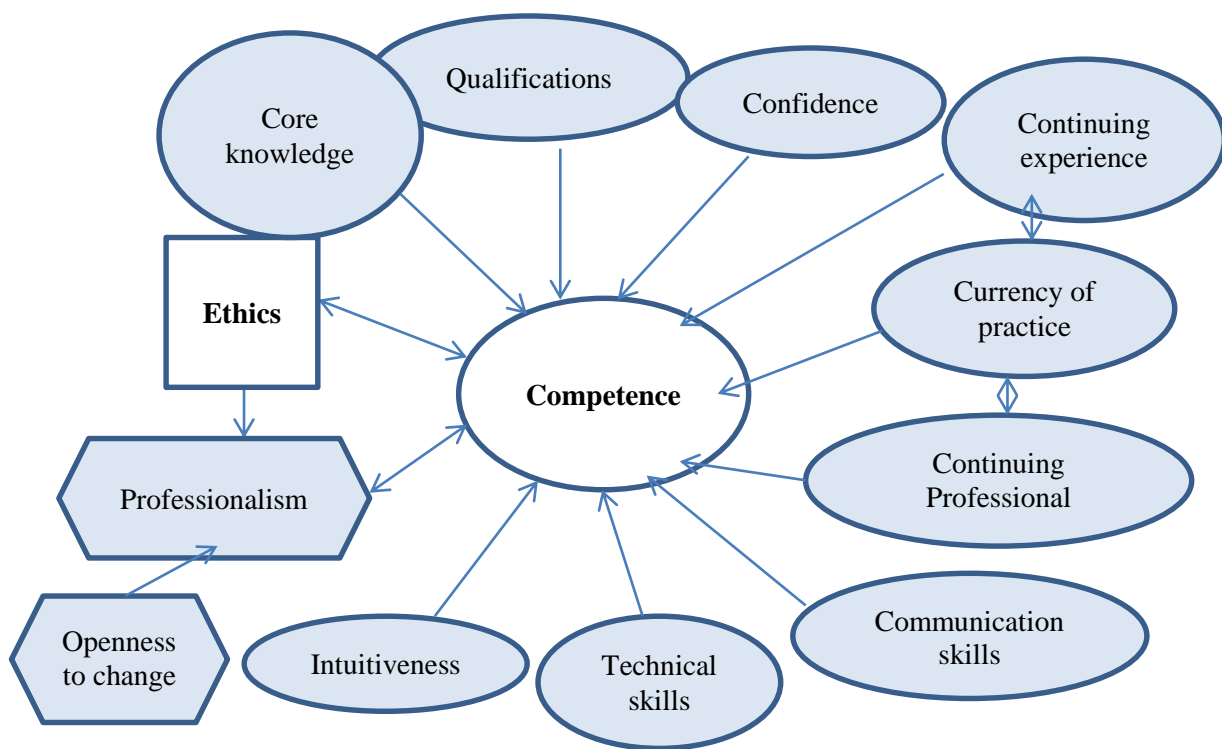 Core
knowledge
Qualifications
Confidence
Continuing
experience
Ethics
Currency of
practice
Competence
Professionalism
Continuing
Professional
Openness
to change
Intuitiveness
Technical
skills
Communication
skills